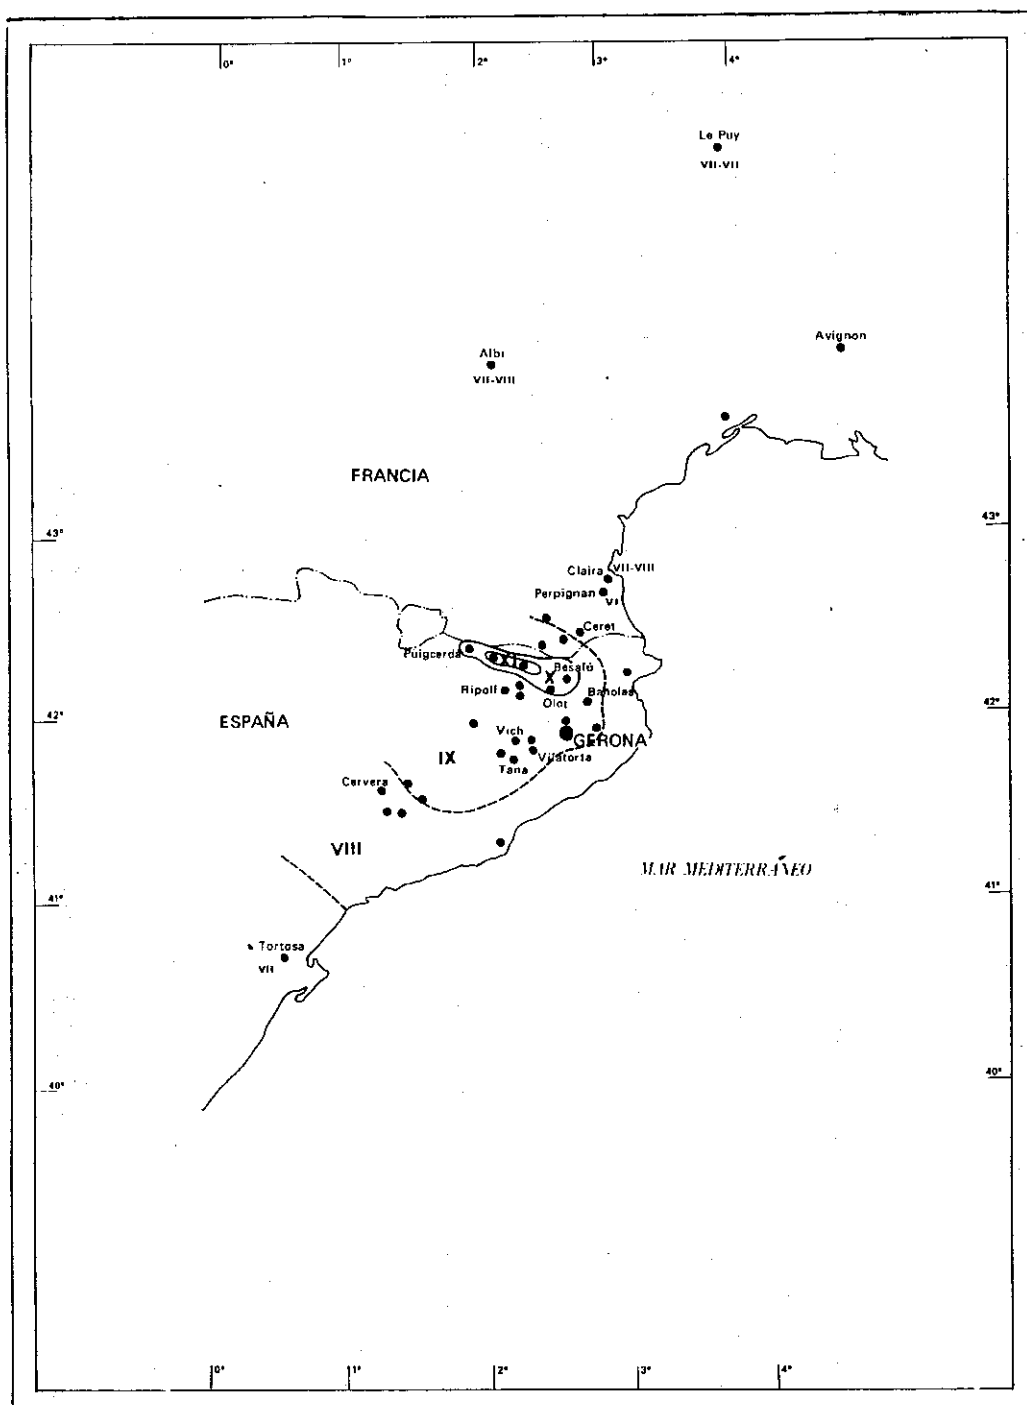 0° 1° 2° 3° 4°
Le Puy
VII-VII
Avignon
Albi
VII-VIII
FRANCIA
43° 43°
Claira VII-VIII
Perpignan VI
Ceret
Puigcerda XI
Besalú
X
Ripoll
Olot
Bañolas
42° ESPAÑA 42°
Vich
GERONA
IX
Vilatorta
Tana
Cervera
VIII
MAR MEDITERRÁNEO
41° 41°
Tortosa
VII
40° 40°
0° 1° 2° 3° 4°